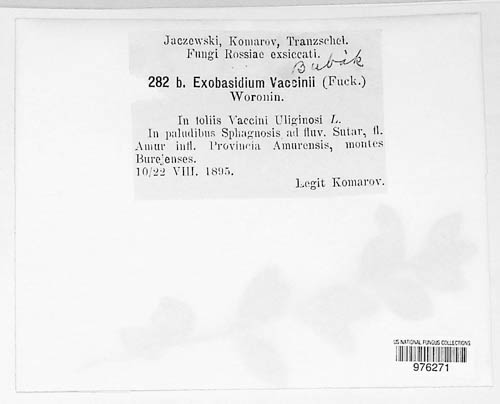 Jaczewski, Komarov, Tranzschel.
Fungi Rossiae exsiccati.
Bubák
282 b. Exobasidium Vaccinii (Fuck.)
Woronin.
In foliis Vaccini Uliginosi L.
In paludibus Sphagnosis ad fluv. Sutar, fl.
Amur infl. Provincia Amurensis, montes
Burejenses.
10/22 VIII. 1895.
Legit Komarov.
US NATIONAL FUNGUS COLLECTIONS
976271